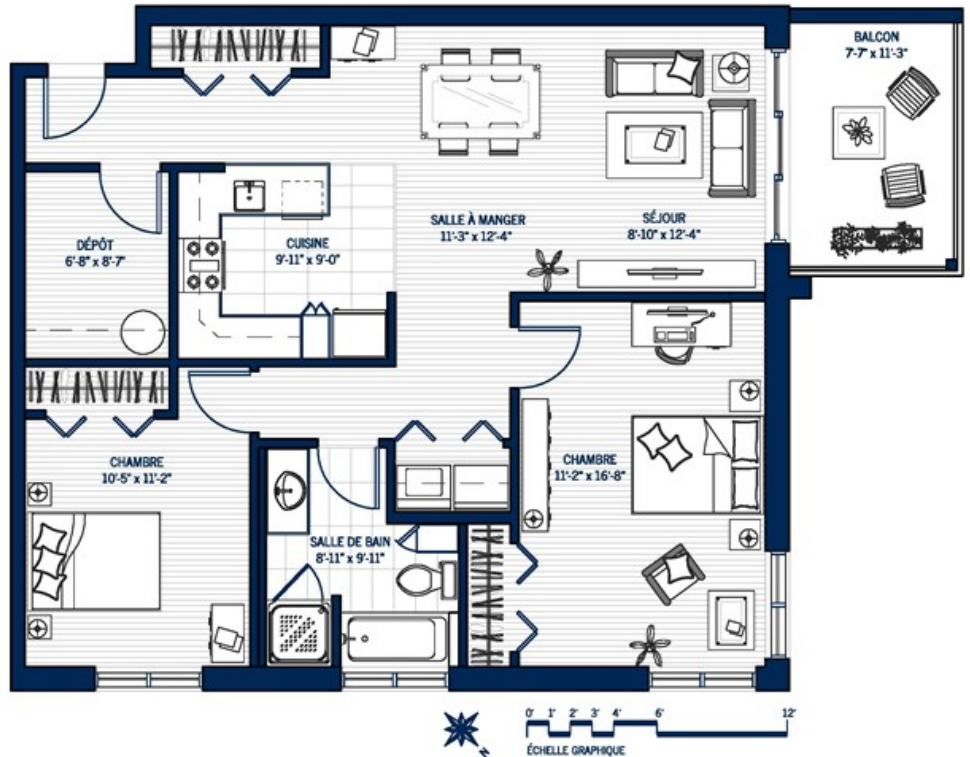 BALCON
7'-7" x 11'-3"
SALLE À MANGER
11'-3" x 12'-4"
SÉJOUR
8'-10" x 12'-4"
DÉPÔT
6'-8" x 8'-7"
CUISINE
9'-11" x 9'-0"
CHAMBRE
10'-5" x 11'-2"
CHAMBRE
11'-2" x 16'-8"
SALLE DE BAIN
8'-11" x 9'-11"
N
0' 1' 2' 3' 4' 6' 12'
ÉCHELLE GRAPHIQUE